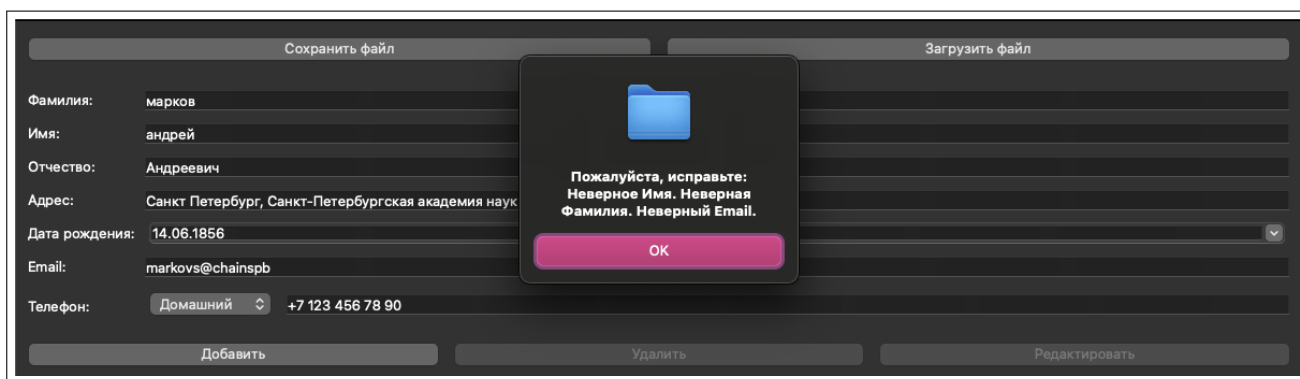 Сохранить файл Загрузить файл
Фамилия: марков
Имя: андрей
Отчество: Андреевич
Адрес: Санкт Петербург, Санкт-Петербургская академия наук
Дата рождения: 14.06.1856
Email: markovs@chainspb
Телефон: Домашний +7 123 456 78 90
Пожалуйста, исправьте:
Неверное Имя. Неверная
Фамилия. Неверный Email.
OK
Добавить Удалить Редактировать